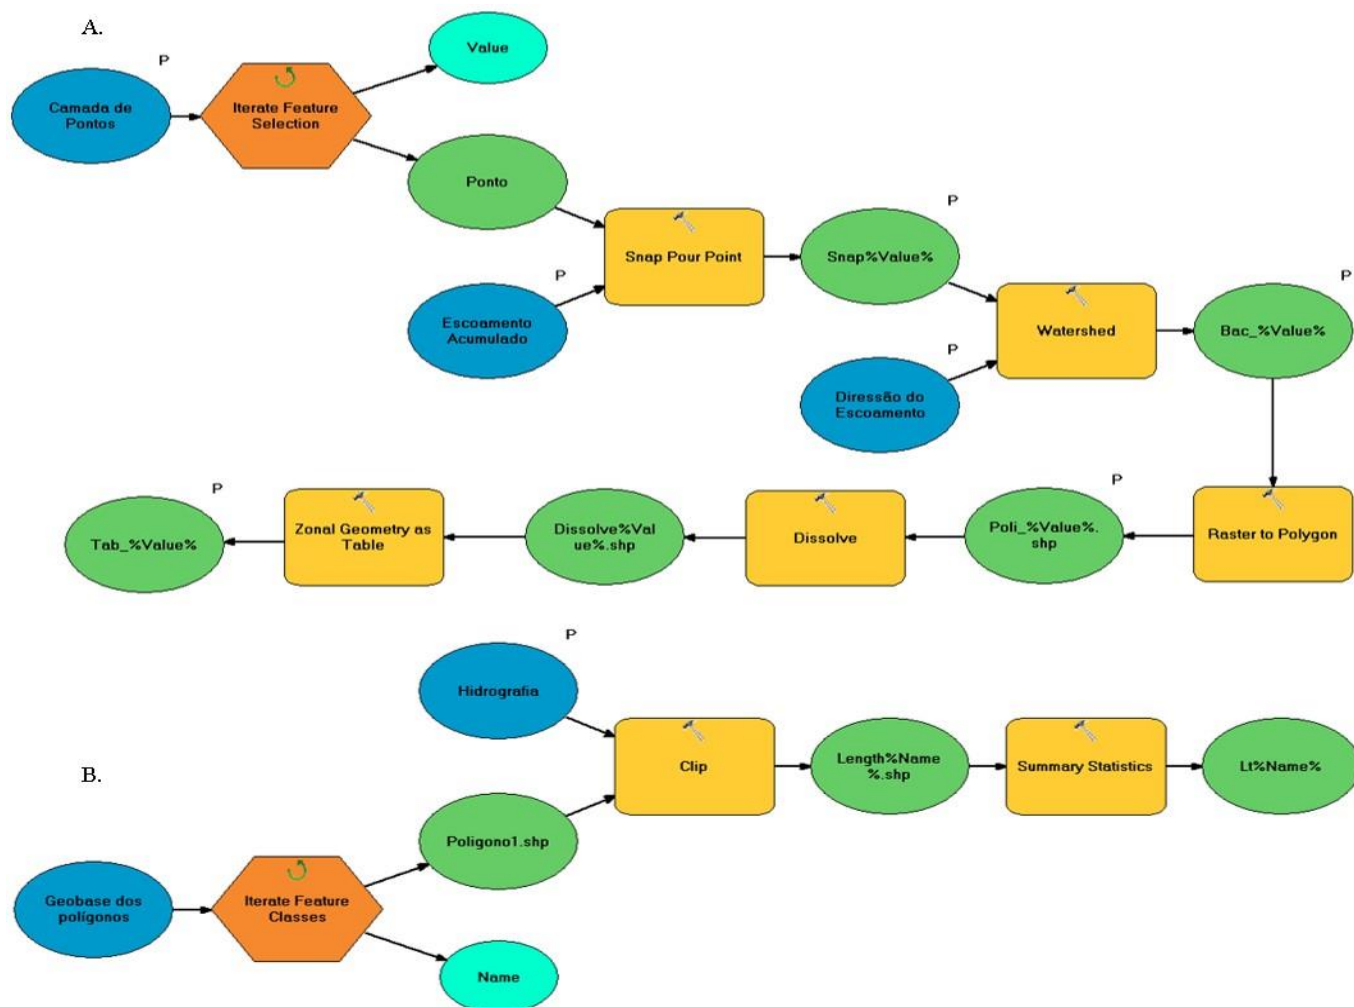 A.
P
Value
Camada de
Pontos
Iterate Feature
Selection
Ponto
P
Snap Pour Point
P
Snap%Value%
Escoamento
Acumulado
P
Watershed
P
Bac_%Value%
Diressão do
Escoamento
P
Tab_%Value%
Zonal Geometry as
Table
Dissolve%Val
ue%.shp
Dissolve
P
Poli_%Value%.
shp
Raster to Polygon
P
Hidrografia
B.
Clip
Length%Name
%.shp
Summary Statistics
Lt%Name%
Poligono1.shp
Geobase dos
polígonos
Iterate Feature
Classes
Name